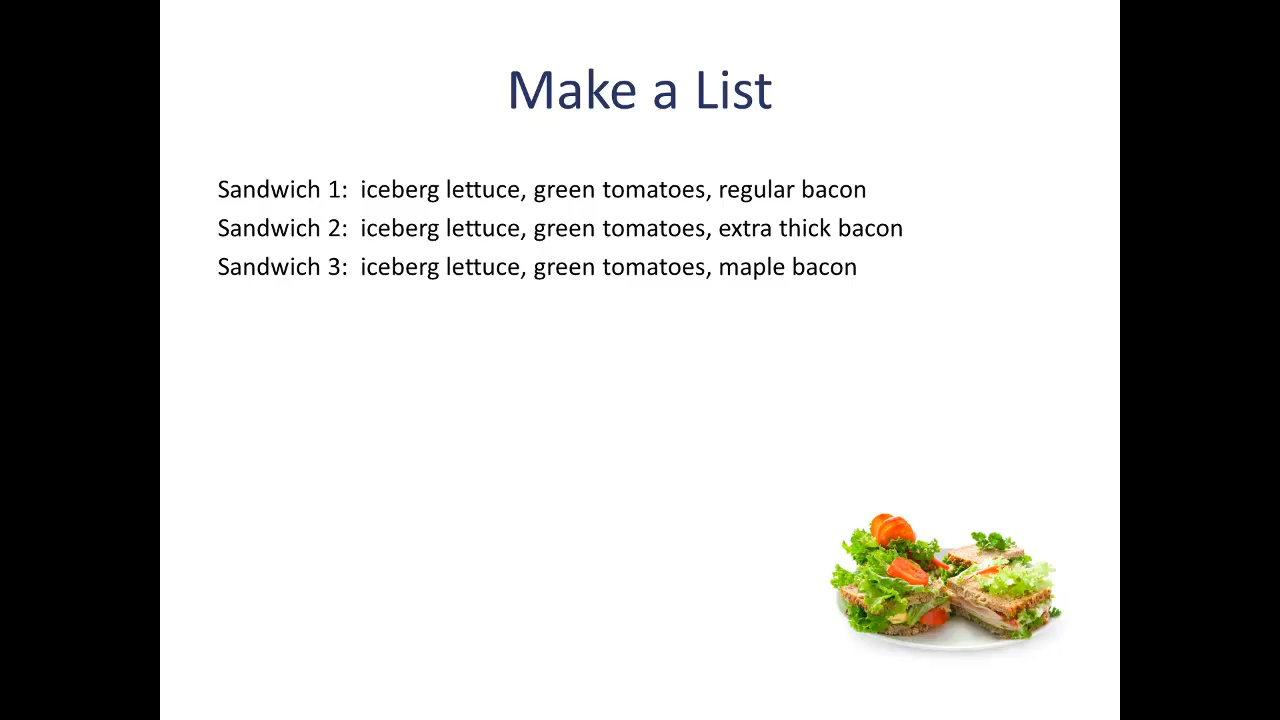 Make a List
Sandwich 1:  iceberg lettuce, green tomatoes, regular bacon
Sandwich 2:  iceberg lettuce, green tomatoes, extra thick bacon
Sandwich 3:  iceberg lettuce, green tomatoes, maple bacon